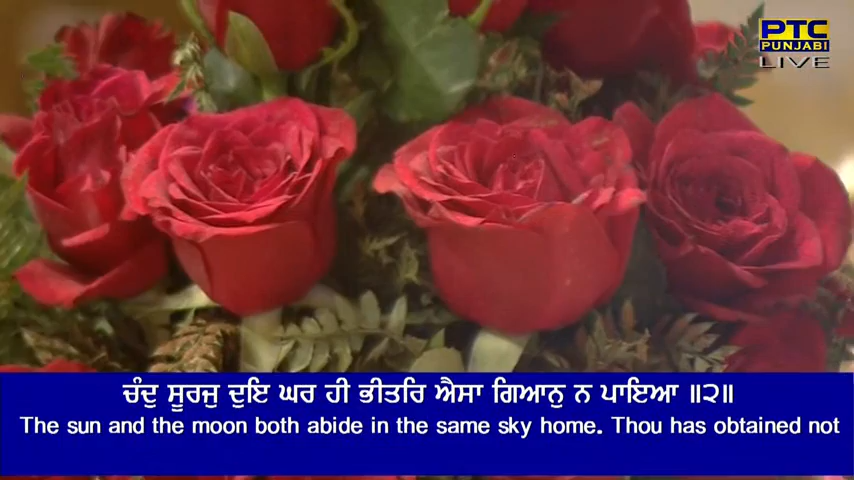 PTC
PUNJABI
LIVE
ਚੰਦੁ ਸੂਰਜੁ ਦੁਇ ਘਰ ਹੀ ਭੀਤਰਿ ਐਸਾ ਗਿਆਨੁ ਨ ਪਾਇਆ ॥੨॥
The sun and the moon both abide in the same sky home. Thou has obtained not